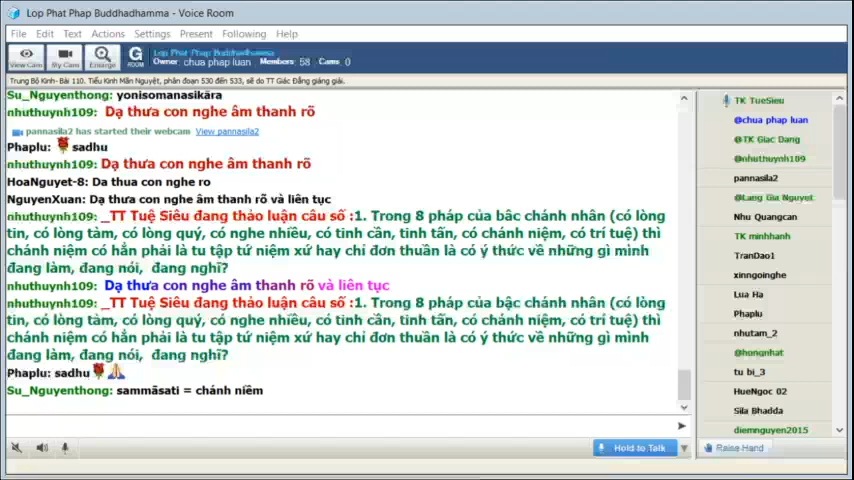 Lop Phat Phap Buddhadhamma - Voice Room
File Edit Text Actions Settings Present Following Help
View Cam My Cam Enlarge G ROOM
Lop Phat Phap Buddhadhamma
Owner: chua phap luan Members: 58 Cams: 0
Trung Bộ Kinh- Bài 110. Tiểu Kinh Mãn Nguyệt, phân đoạn 530 đến 533, sẽ do TT Giác Đẳng giảng giải.
Su_Nguyenthong: yonisomanasikāra
nhuthuynh109: Dạ thưa con nghe âm thanh rõ
pannasila2 has started their webcam View pannasila2
Phaplu: sadhu
nhuthuynh109: Dạ thưa con nghe âm thanh rõ
HoaNguyet-8: Da thua con nghe ro
NguyenXuan: Dạ thưa con nghe âm thanh rõ và liên tục
nhuthuynh109: _TT Tuệ Siêu đang thảo luận câu số :1. Trong 8 pháp của bâc chánh nhân (có lòng
tin, có lòng tàm, có lòng quý, có nghe nhiều, có tinh cần, tinh tấn, có chánh niệm, có trí tuệ) thì
chánh niệm có hẳn phải là tu tập tứ niệm xứ hay chỉ đơn thuần là có ý thức về những gì mình
đang làm, đang nói, đang nghĩ?
nhuthuynh109: Dạ thưa con nghe âm thanh rõ và liên tục
nhuthuynh109: _TT Tuệ Siêu đang thảo luận câu số :1. Trong 8 pháp của bậc chánh nhân (có lòng
tin, có lòng tàm, có lòng quý, có nghe nhiều, có tinh cần, tinh tấn, có chánh niệm, có trí tuệ) thì
chánh niệm có hẳn phải là tu tập tứ niệm xứ hay chỉ đơn thuần là có ý thức về những gì mình
đang làm, đang nói, đang nghĩ?
Phaplu: sadhu
Su_Nguyenthong: sammāsati = chánh niềm
Hold to Talk
TK TueSieu
@chua phap luan
@TK Giac Dang
@nhuthuynh109
pannasila2
@Lang Gia Nguyet
Nhu Quangcan
TK minhhanh
TranDao1
xinngoinghe
Lua Ha
Phaplu
nhutam_2
@hongnhat
tu bi_3
HueNgoc 02
Sila Bhadda
diemnguyen2015
Raise Hand